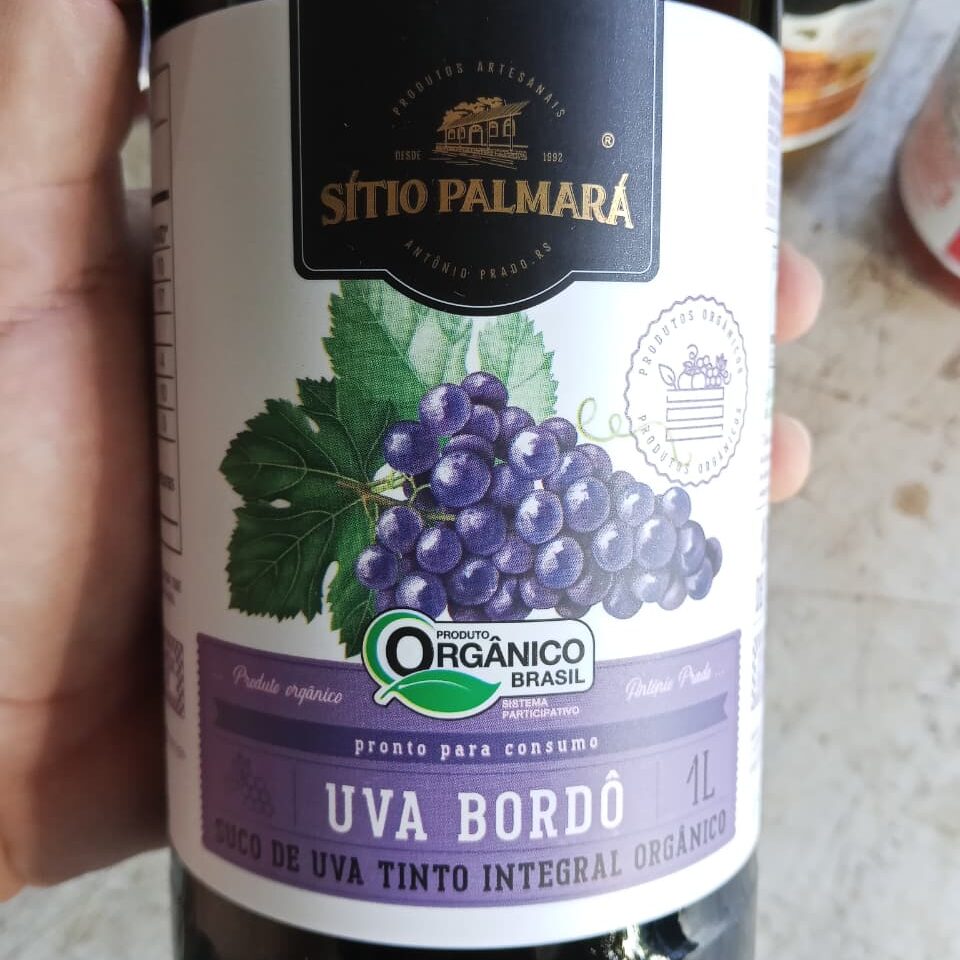 PRODUTOS ARTESANAIS
DESDE 1992
®
SÍTIO PALMARÁ
ANTÔNIO PRADO.RS
PRODUTOS ORGÂNICOS
PRODUTOS ORGÂNICOS
PRODUTO
ORGÂNICO
BRASIL
SISTEMA
PARTICIPATIVO
Produto orgânico
Antônio Prado
pronto para consumo
UVA BORDÔ
1L
SUCO DE UVA TINTO INTEGRAL ORGÂNICO